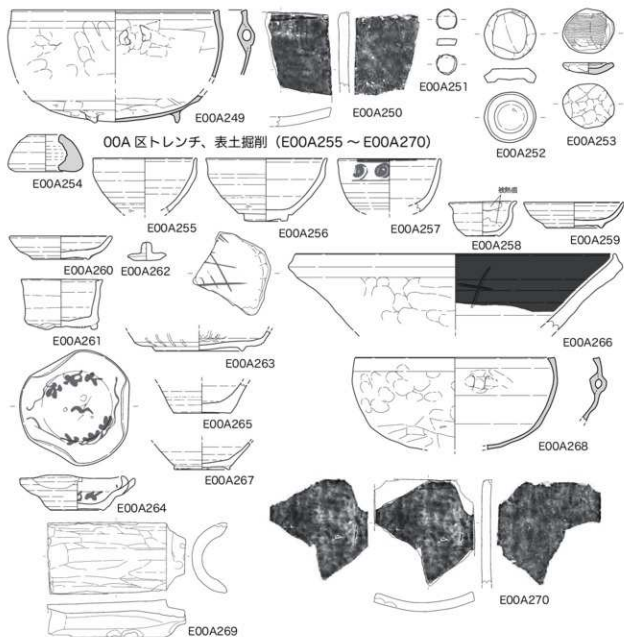 E00A249
E00A250
E00A251
E00A252
E00A253
E00A254
00A 区トレンチ、表土掘削（E00A255 ～ E00A270）
E00A255
E00A256
E00A257
被熱痕
E00A258
E00A259
E00A260
E00A262
E00A261
E00A263
E00A266
E00A265
E00A267
E00A268
E00A264
E00A269
E00A270